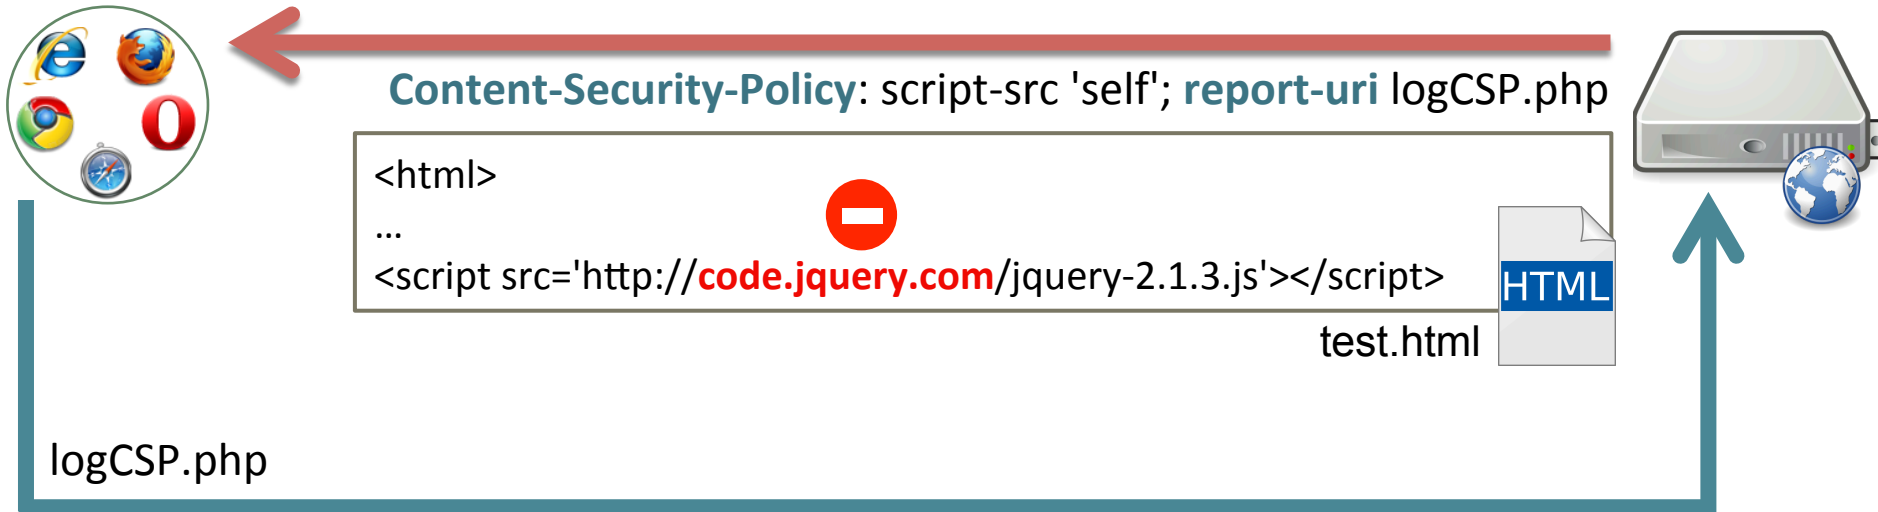 Content-Security-Policy: script-src 'self'; report-uri logCSP.php
<html>
…
<script src='http://code.jquery.com/jquery-2.1.3.js'></script>
HTML
test.html
logCSP.php